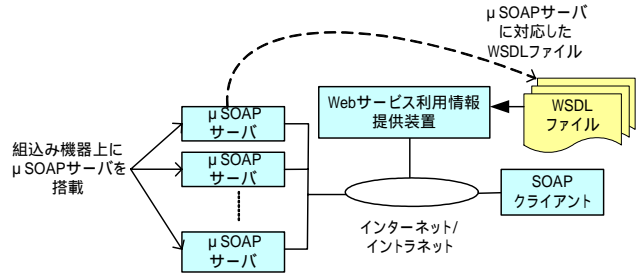 μSOAPサーバ
に対応した
WSDLファイル
μSOAP
サーバ
Webサービス利用情報
提供装置
WSDL
ファイル
組込み機器上に
μSOAPサーバを
搭載
μSOAP
サーバ
SOAP
クライアント
μSOAP
サーバ
インターネット/
イントラネット